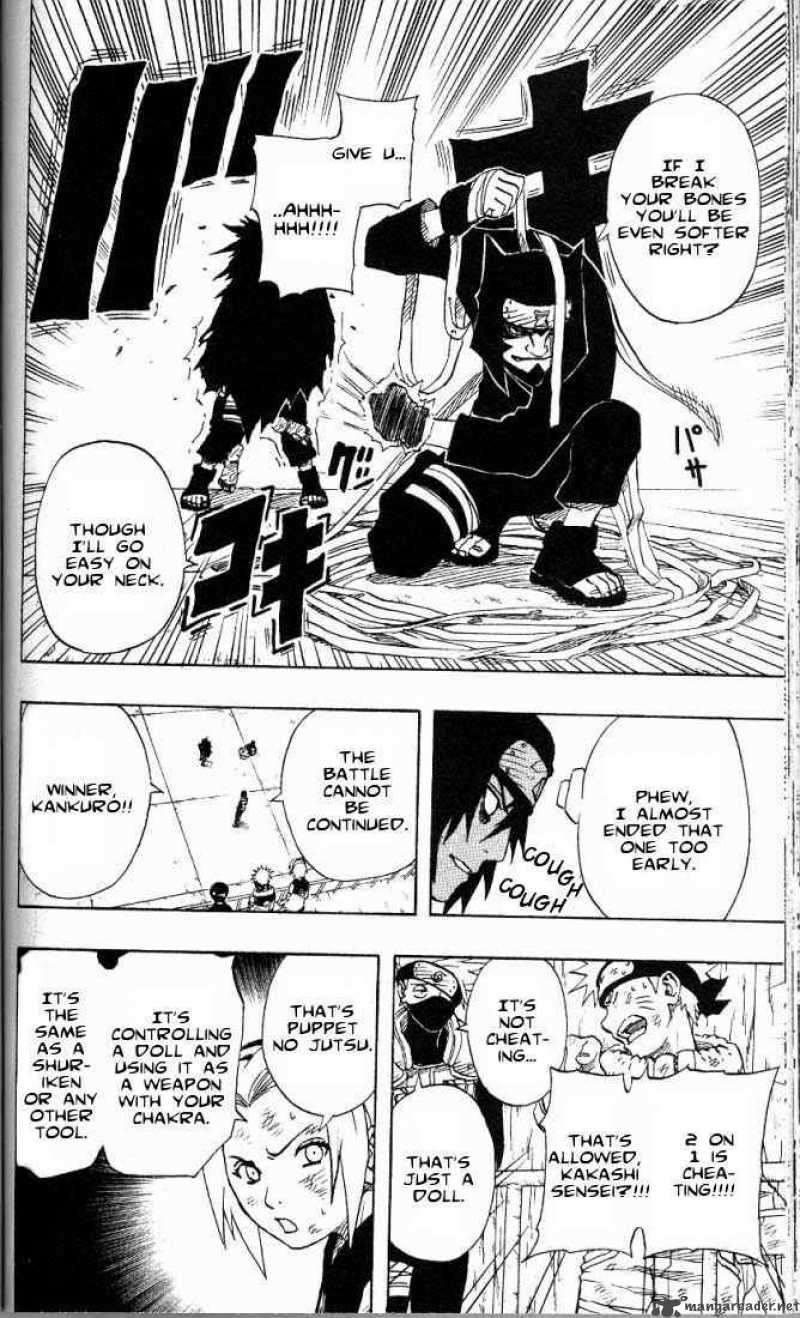 IF I
BREAK
YOUR BONES
YOU'LL BE
EVEN SOFTER
RIGHT?
GIVE U...
..AHHH-
HHH!!!!
パサ
グギ
ゴキ
THOUGH
I'LL GO
EASY ON
YOUR NECK.
PHEW,
I ALMOST
ENDED THAT
ONE TOO
EARLY.
COUGH
COUGH
THE
BATTLE
CANNOT
BE
CONTINUED.
WINNER,
KANKURO!!
2 ON
1 IS
CHEA-
TING!!!!
THAT'S
ALLOWED,
KAKASHI
SENSEI?!!!
IT'S
NOT
CHEAT-
ING...
THAT'S
JUST A
DOLL.
THAT'S
PUPPET
NO JUTSU.
IT'S
CONTROLLING
A DOLL AND
USING IT AS
A WEAPON
WITH YOUR
CHAKRA.
IT'S
THE
SAME
AS A
SHUR-
IKEN
OR ANY
OTHER
TOOL.
mangareader.net